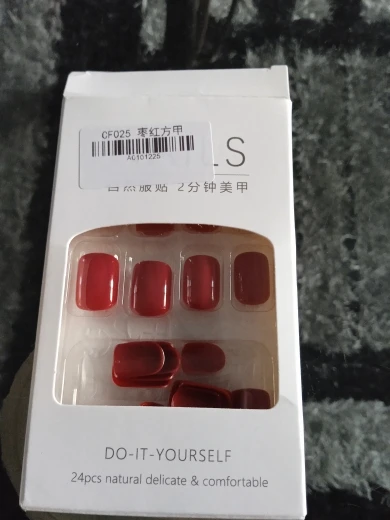 CF025 枣红方甲
AC101225
LS
自然服贴 2分钟美甲
DO-IT-YOURSELF
24pcs natural delicate & comfortable